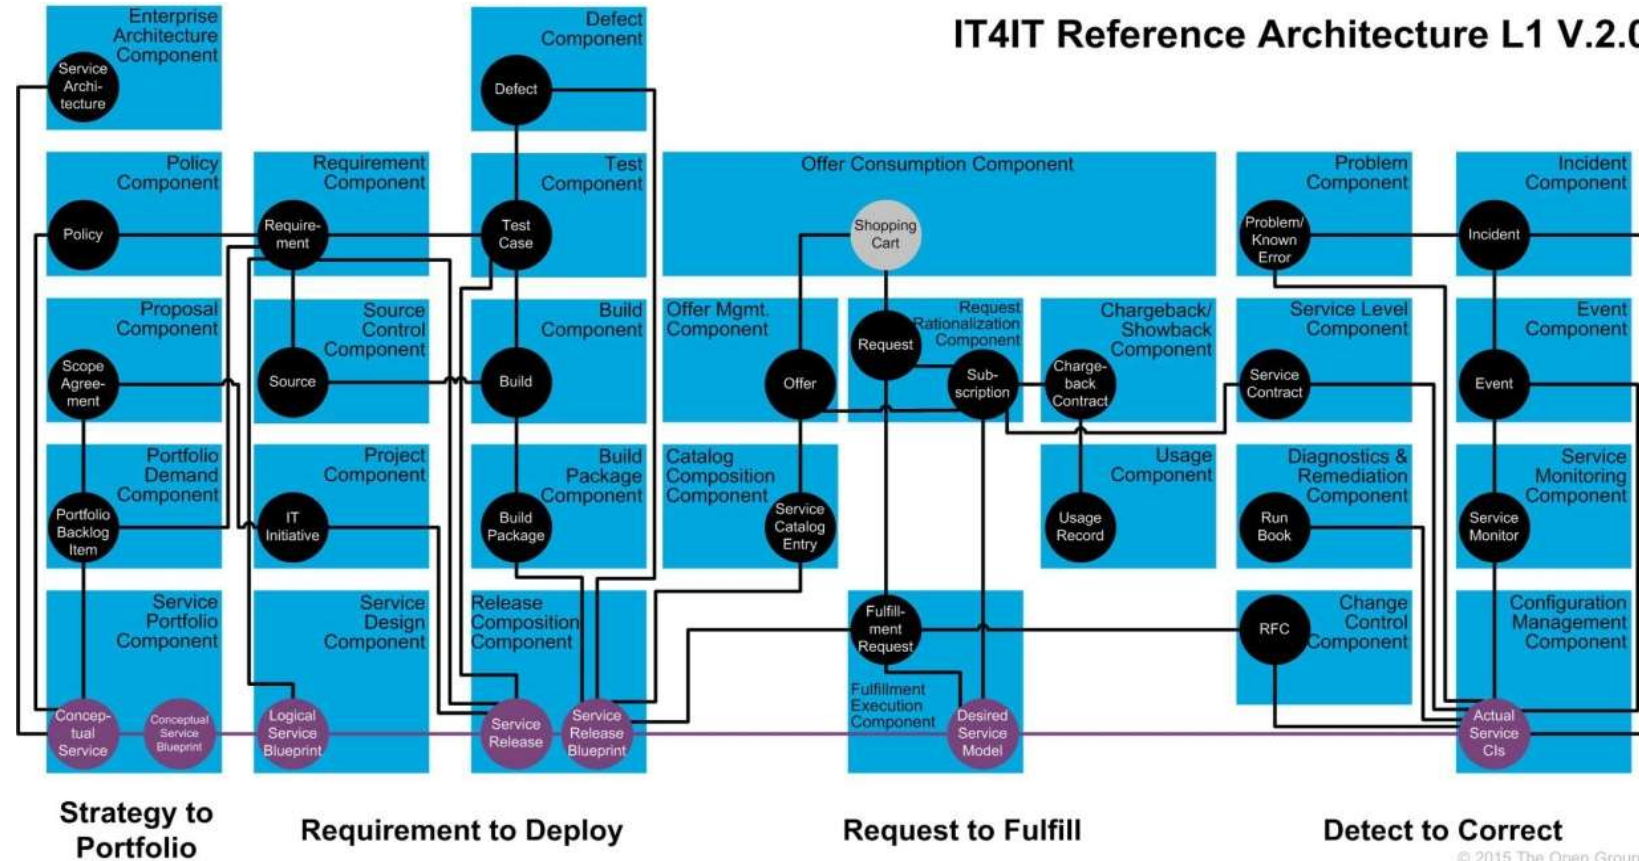 IT4IT Reference Architecture L1 V.2.0
Enterprise
Architecture
Component
Service
Archi-
tecture
Defect
Component
Defect
Policy
Component
Policy
Requirement
Component
Require-
ment
Test
Component
Test
Case
Offer Consumption Component
Shopping
Cart
Problem
Component
Problem/
Known
Error
Incident
Component
Incident
Proposal
Component
Scope
Agree-
ment
Source
Control
Component
Source
Build
Component
Build
Offer Mgmt.
Component
Offer
Request
Rationalization
Component
Request
Sub-
scription
Chargeback/
Showback
Component
Charge-
back
Contract
Service Level
Component
Service
Contract
Event
Component
Event
Portfolio
Demand
Component
Portfolio
Backlog
Item
Project
Component
IT
Initiative
Build
Package
Component
Build
Package
Catalog
Composition
Component
Service
Catalog
Entry
Usage
Component
Usage
Record
Diagnostics &
Remediation
Component
Run
Book
Service
Monitoring
Component
Service
Monitor
Service
Portfolio
Component
Concep-
tual
Service
Conceptual
Service
Blueprint
Service
Design
Component
Logical
Service
Blueprint
Release
Composition
Component
Service
Release
Service
Release
Blueprint
Fulfill-
ment
Request
Fulfillment
Execution
Component
Desired
Service
Model
Change
Control
Component
RFC
Configuration
Management
Component
Actual
Service
CIs
Strategy to
Portfolio
Requirement to Deploy
Request to Fulfill
Detect to Correct
© 2015 The Open Group